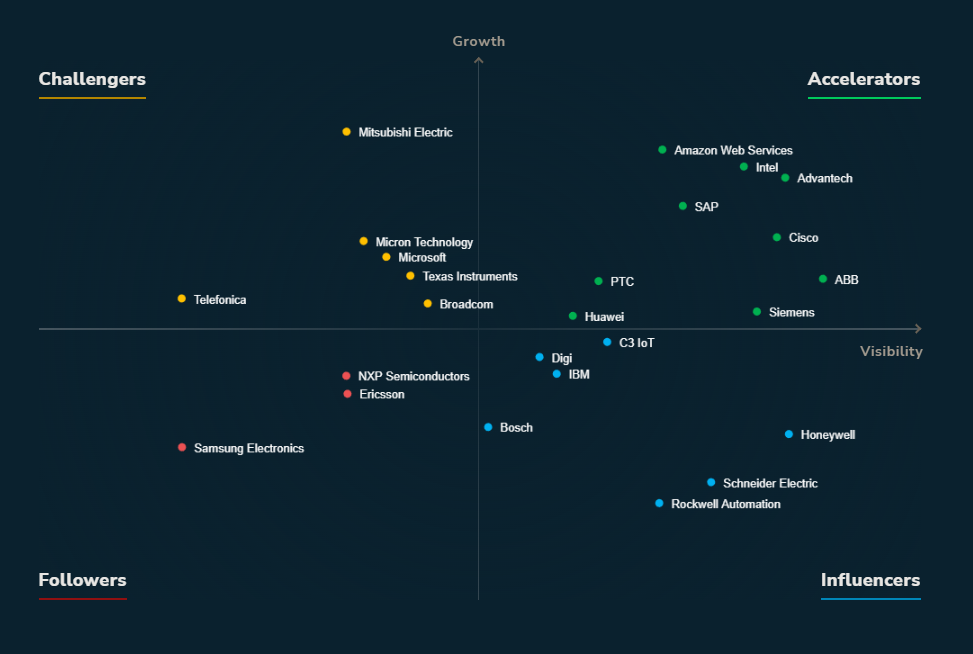 Growth
Challengers
Accelerators
Mitsubishi Electric
Amazon Web Services
Intel
Advantech
SAP
Cisco
Micron Technology
Microsoft
Texas Instruments
PTC
ABB
Telefonica
Broadcom
Siemens
Huawei
C3 IoT
Visibility
Digi
IBM
NXP Semiconductors
Ericsson
Bosch
Honeywell
Samsung Electronics
Schneider Electric
Rockwell Automation
Followers
Influencers